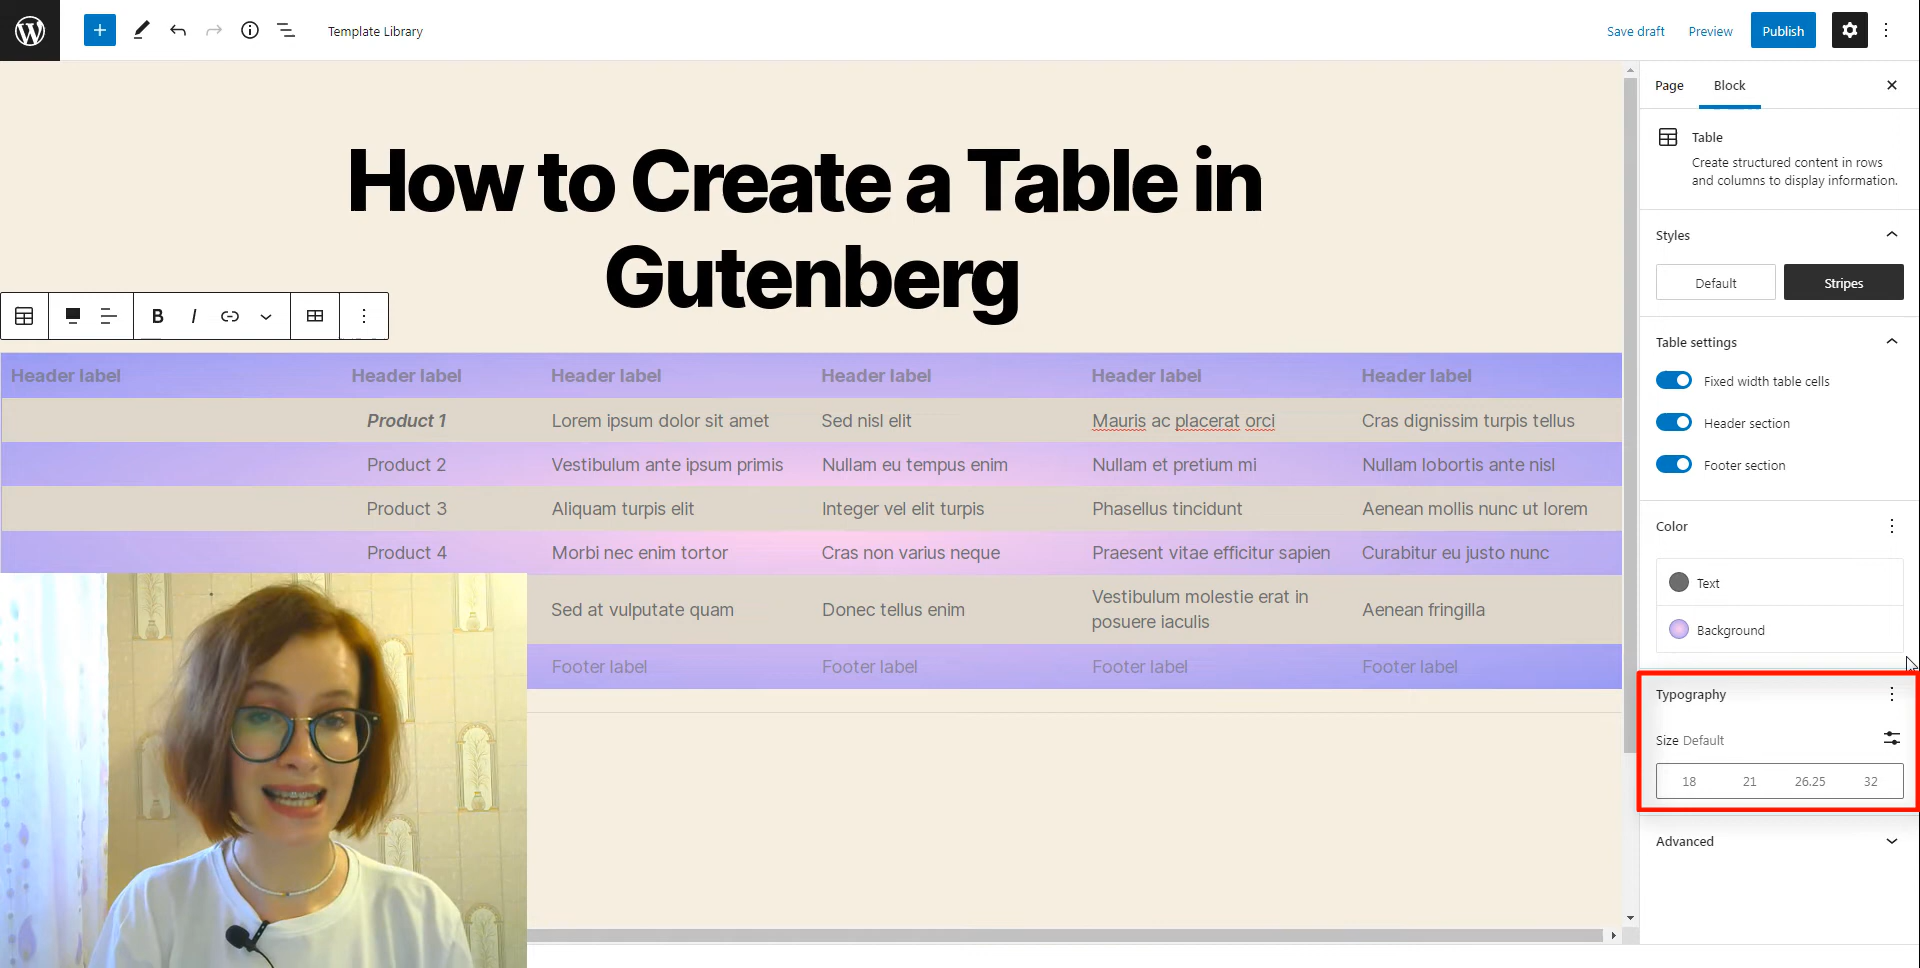 Template Library
Save draft
Preview
Publish
Page
Block
How to Create a Table in
Gutenberg
Table
Create structured content in rows
and columns to display information.
Styles
Default
Stripes
Table settings
Fixed width table cells
Header section
Footer section
Color
Text
Background
Typography
Size Default
18 21 26.25 32
Advanced
B I
Header label Header label Header label Header label Header label Header label
Product 1 Lorem ipsum dolor sit amet Sed nisl elit Mauris ac placerat orci Cras dignissim turpis tellus
Product 2 Vestibulum ante ipsum primis Nullam eu tempus enim Nullam et pretium mi Nullam lobortis ante nisl
Product 3 Aliquam turpis elit Integer vel elit turpis Phasellus tincidunt Aenean mollis nunc ut lorem
Product 4 Morbi nec enim tortor Cras non varius neque Praesent vitae efficitur sapien Curabitur eu justo nunc
Sed at vulputate quam Donec tellus enim Vestibulum molestie erat in
posuere iaculis
Aenean fringilla
Footer label Footer label Footer label Footer label